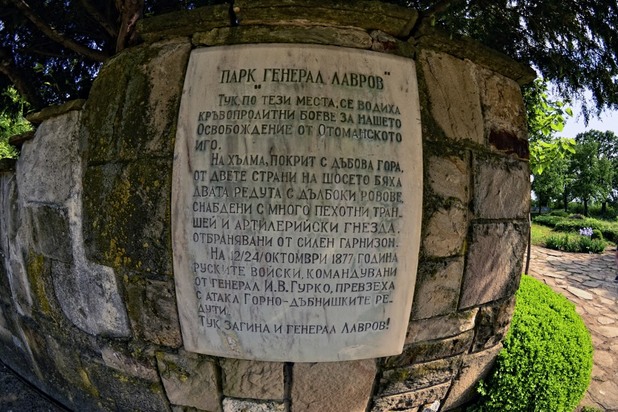 ПАРК "ГЕНЕРАЛ ЛАВРОВ"
ТУК, ПО ТЕЗИ МЕСТА, СЕ ВОДИХА
КРЪВОПРОЛИТНИ БОЕВЕ ЗА НАШЕТО
ОСВОБОЖДЕНИЕ ОТ ОТОМАНСКОТО
ИГО.
НА ХЪЛМА, ПОКРИТ С ДЪБОВА ГОРА,
ОТ ДВЕТЕ СТРАНИ НА ШОСЕТО БЯХА
ДВАТА РЕДУТА С ДЪЛБОКИ РОВОВЕ,
СНАБДЕНИ С МНОГО ПЕХОТНИ ТРАН-
ШЕИ И АРТИЛЕРИЙСКИ ГНЕЗДА,
ОТБРАНЯВАНИ ОТ СИЛЕН ГАРНИЗОН.
НА 12/24/ОКТОМВРИ 1877 ГОДИНА
РУСКИТЕ ВОЙСКИ, КОМАНДУВАНИ
ОТ ГЕНЕРАЛ И.В. ГУРКО, ПРЕВЗЕХА
С АТАКА ГОРНО-ДЪБНИШКИТЕ РЕ-
ДУТИ.
ТУК ЗАГИНА И ГЕНЕРАЛ ЛАВРОВ!